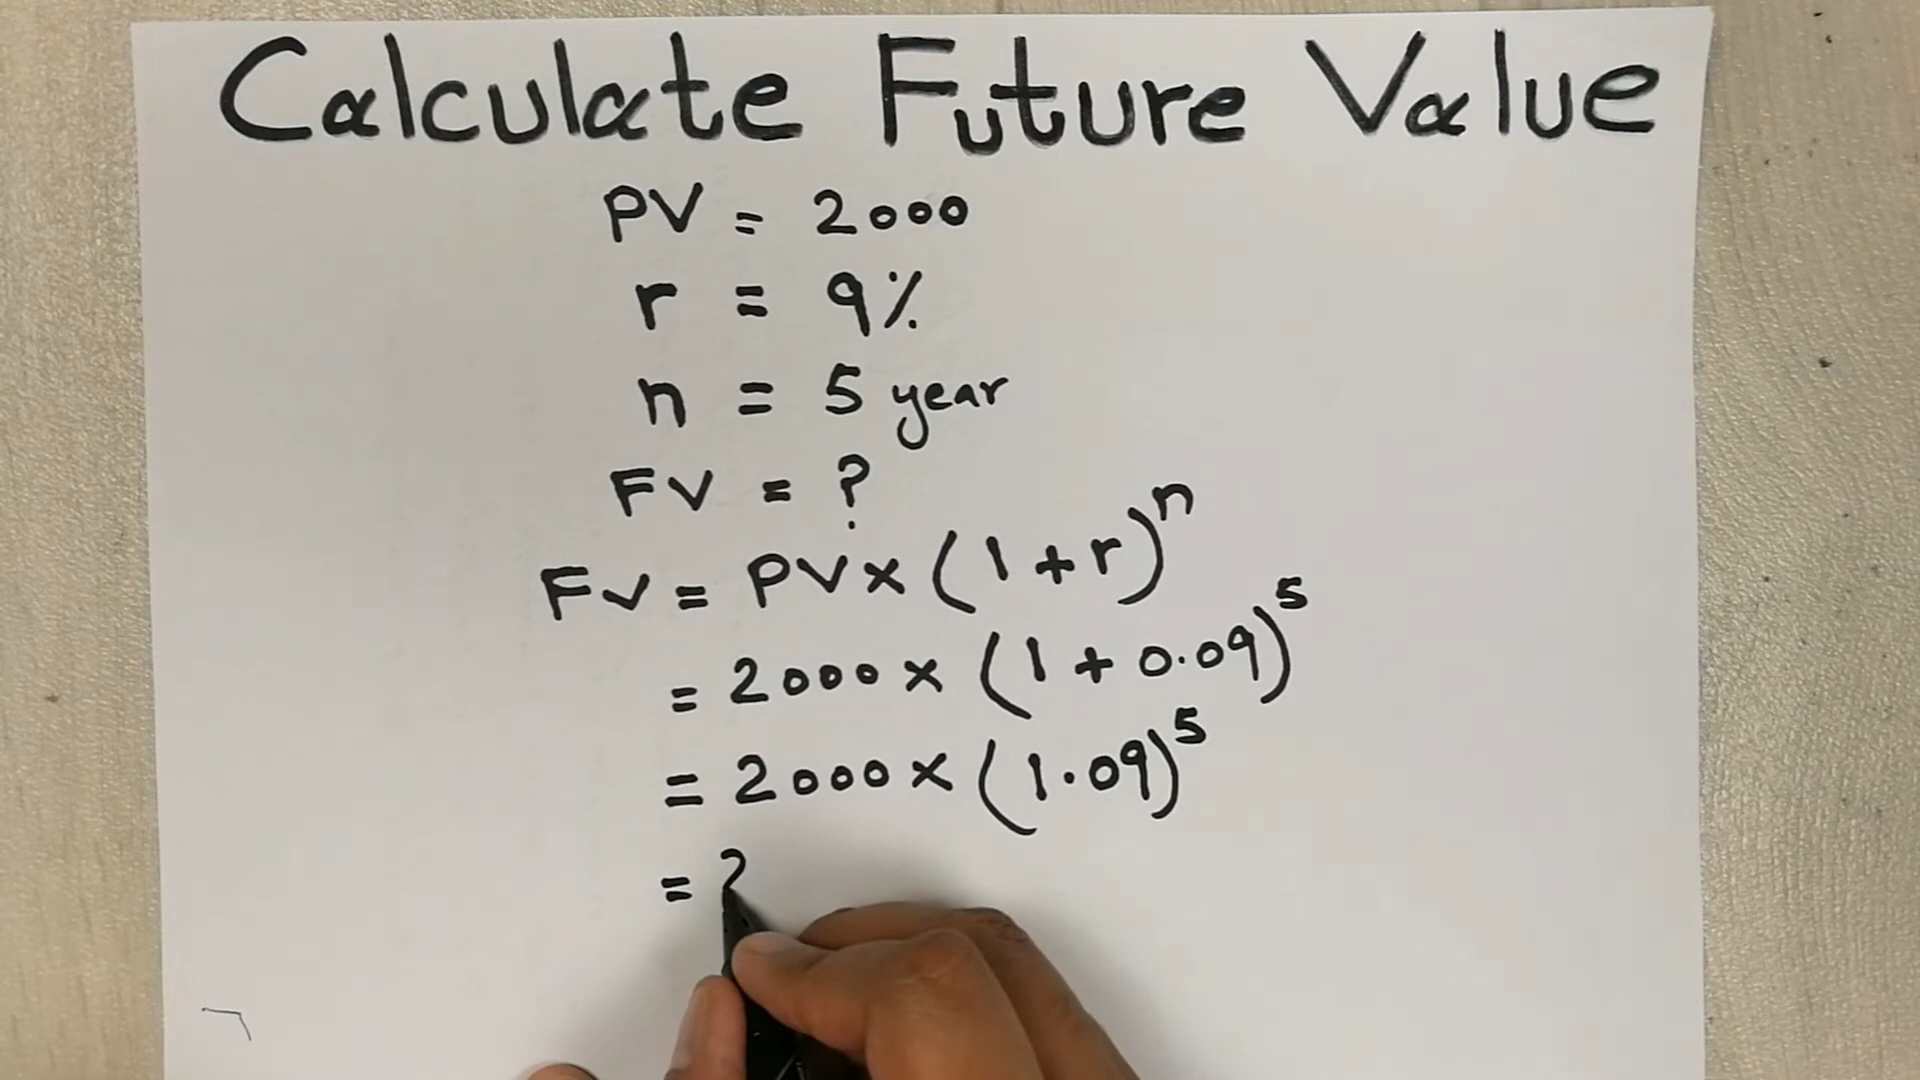 Calculate Future Value
PV = 2000
r = 9%
n = 5 year
FV = ?
FV = PV × (1 + r)^n
= 2000 × (1 + 0.09)^5
= 2000 × (1.09)^5
= 2